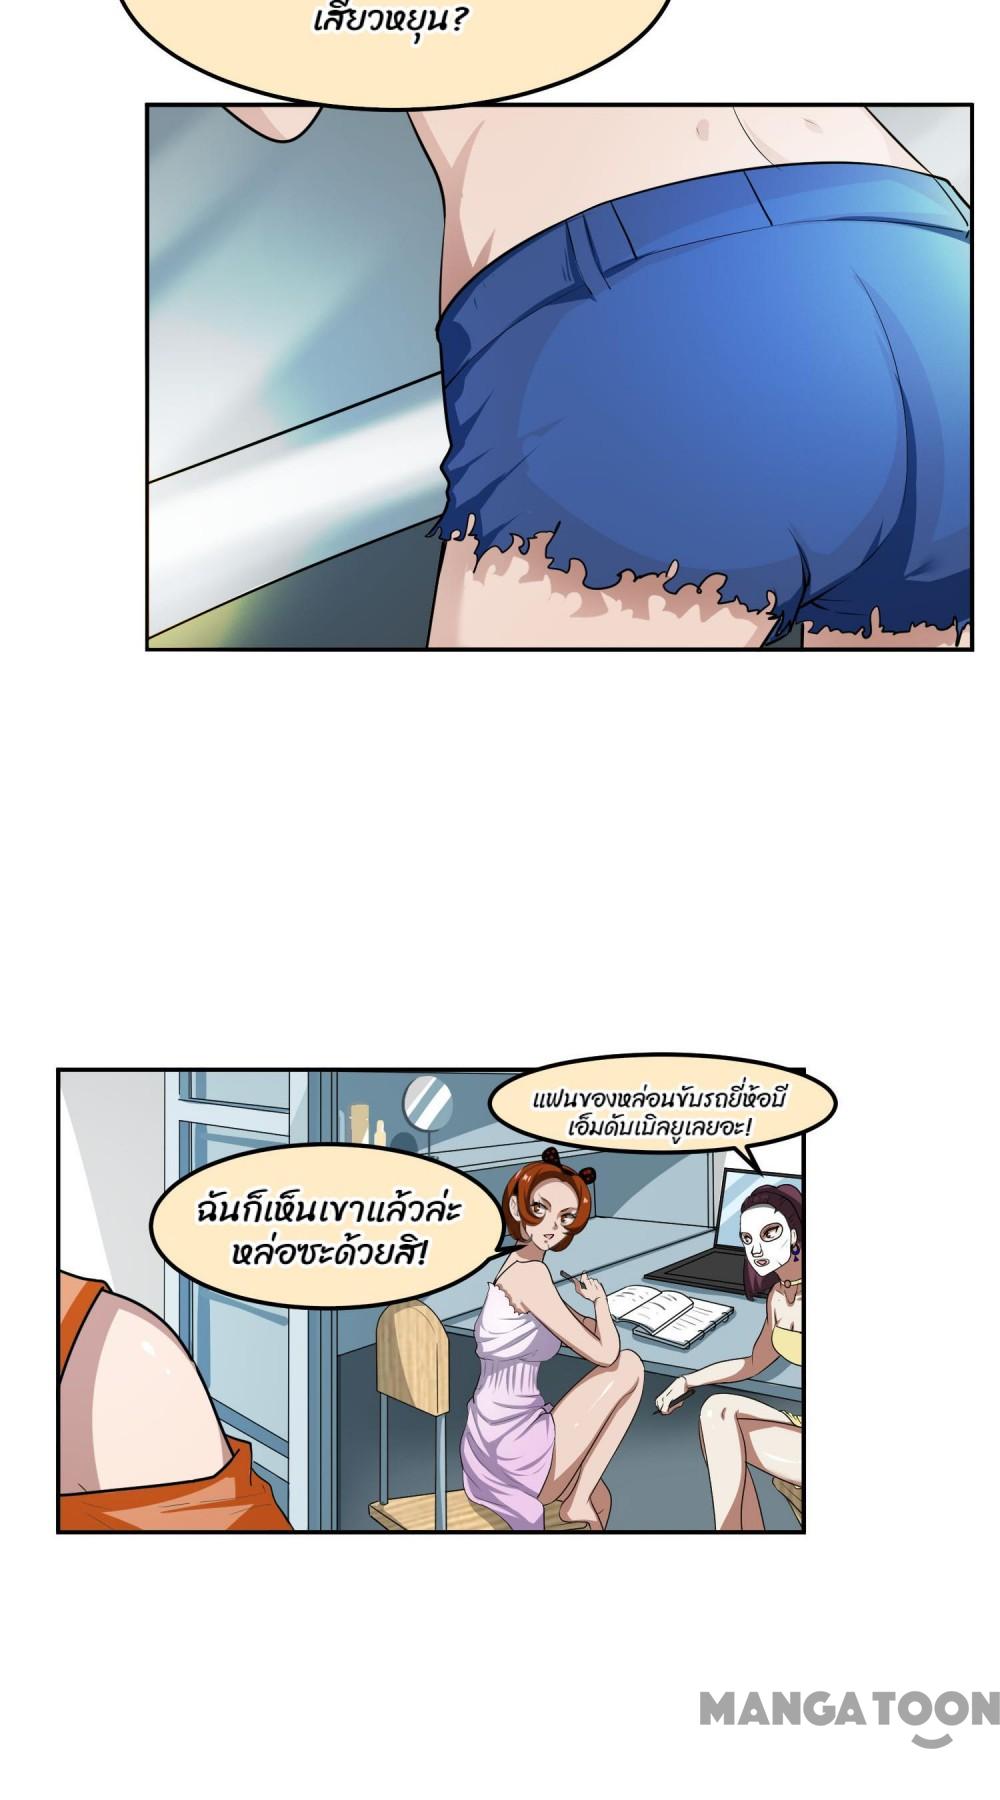 เสี่ยวหยุน?
แฟนของหล่อนขับรถยี่ห้อบี
เอ็มดับเบิลยูเลยอะ!
ฉันก็เห็นเขาแล้วล่ะ
หล่อซะด้วยสิ!
MANGATOON